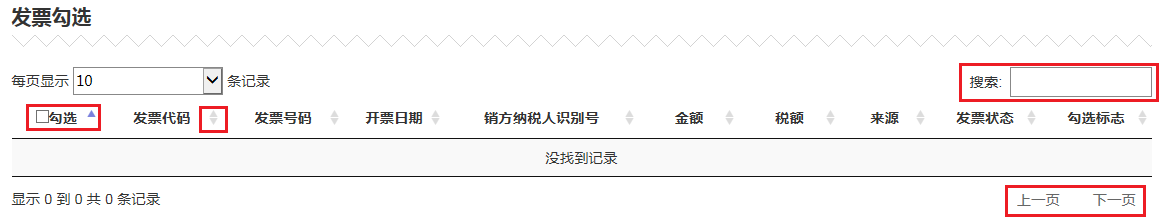 发票勾选
每页显示 10 条记录 搜索:
勾选 发票代码 发票号码 开票日期 销方纳税人识别号 金额 税额 来源 发票状态 勾选标志
没找到记录
显示 0 到 0 共 0 条记录 上一页 下一页